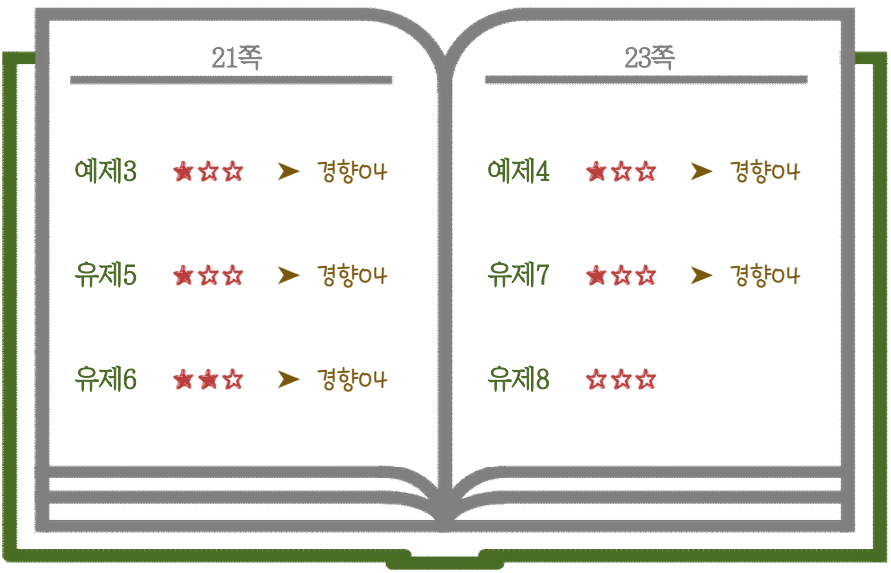 21쪽
예제3 ★☆☆ ➤ 경향04
유제5 ★☆☆ ➤ 경향04
유제6 ★★☆ ➤ 경향04
23쪽
예제4 ★☆☆ ➤ 경향04
유제7 ★☆☆ ➤ 경향04
유제8 ☆☆☆